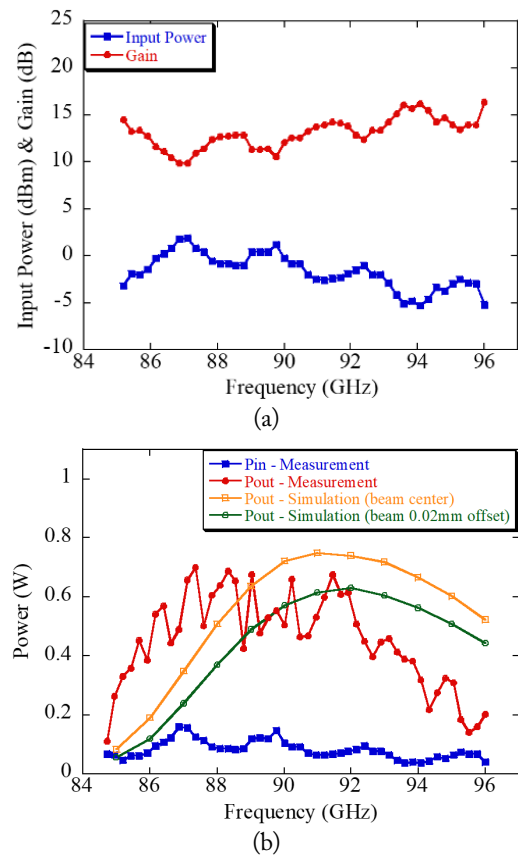 25
20
15
10
5
0
-5
-10
Input Power (dBm) & Gain (dB)
Input Power
Gain
84
86
88
90
92
94
96
Frequency (GHz)
(a)
1
0.8
0.6
0.4
0.2
0
Power (W)
Pin - Measurement
Pout - Measurement
Pout - Simulation (beam center)
Pout - Simulation (beam 0.02mm offset)
84
86
88
90
92
94
96
Frequency (GHz)
(b)